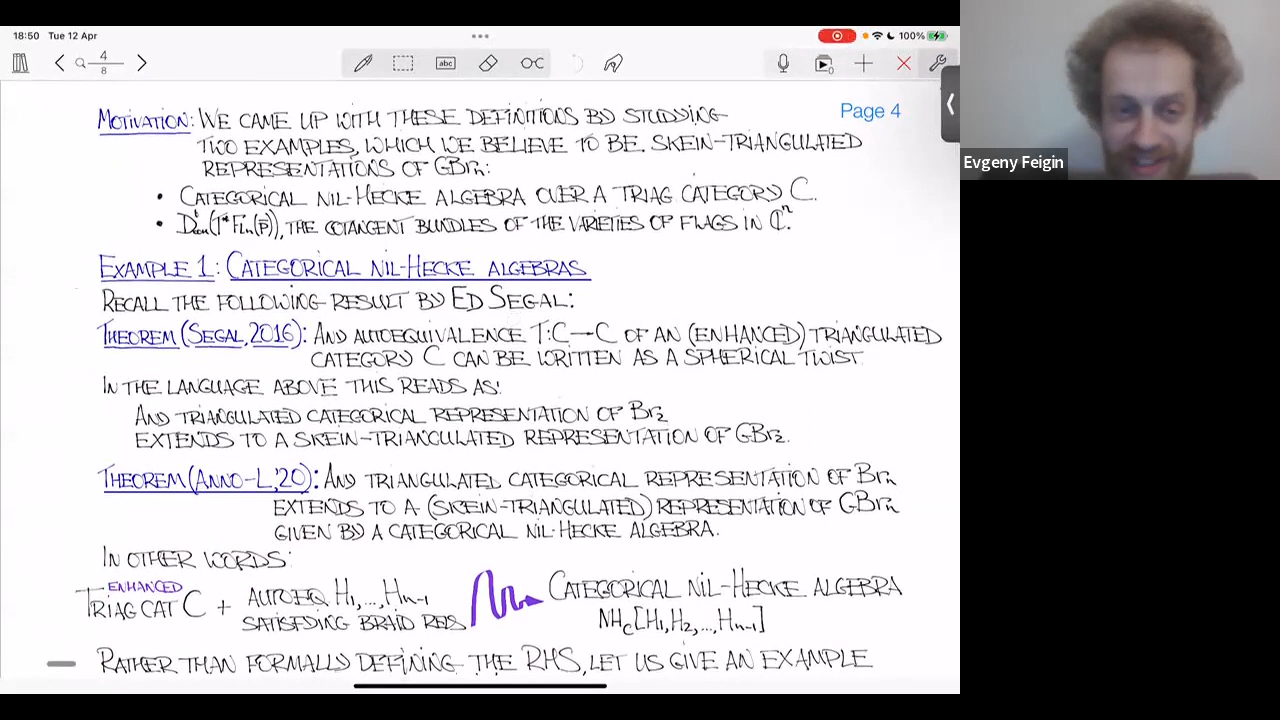 18:50 Tue 12 Apr
100%
4
8
abc
Page 4
MOTIVATION: WE CAME UP WITH THESE DEFINITIONS BY STUDYING
TWO EXAMPLES, WHICH WE BELIEVE TO BE SKEIN-TRIANGULATED
REPRESENTATIONS OF GBrn:
• CATEGORICAL NIL-HECKE ALGEBRA OVER A TRIAG CATEGORY C.
• THE COTANGENT BUNDLES OF THE VARIETIES OF FLAGS IN ℂⁿ.
EXAMPLE 1: CATEGORICAL NIL-HECKE ALGEBRAS
RECALL THE FOLLOWING RESULT BY ED SEGAL:
THEOREM (SEGAL, 2016): ANY AUTOEQUIVALENCE T: C → C OF AN (ENHANCED) TRIANGULATED
CATEGORY C CAN BE WRITTEN AS A SPHERICAL TWIST.
IN THE LANGUAGE ABOVE THIS READS AS:
ANY TRIANGULATED CATEGORICAL REPRESENTATION OF Br₂
EXTENDS TO A SKEIN-TRIANGULATED REPRESENTATION OF GBr₂.
THEOREM (ANNO-L,'20): ANY TRIANGULATED CATEGORICAL REPRESENTATION OF Brn
EXTENDS TO A (SKEIN-TRIANGULATED) REPRESENTATION OF GBrn
GIVEN BY A CATEGORICAL NIL-HECKE ALGEBRA.
IN OTHER WORDS:
ENHANCED
TRIAG CAT C + AUTOEQ H₁,...,Hn-1 CATEGORICAL NIL-HECKE ALGEBRA
SATISFYING BRAID RELS NHc[H₁,H₂,...,Hn-1]
RATHER THAN FORMALLY DEFINING THE RHS, LET US GIVE AN EXAMPLE
Evgeny Feigin